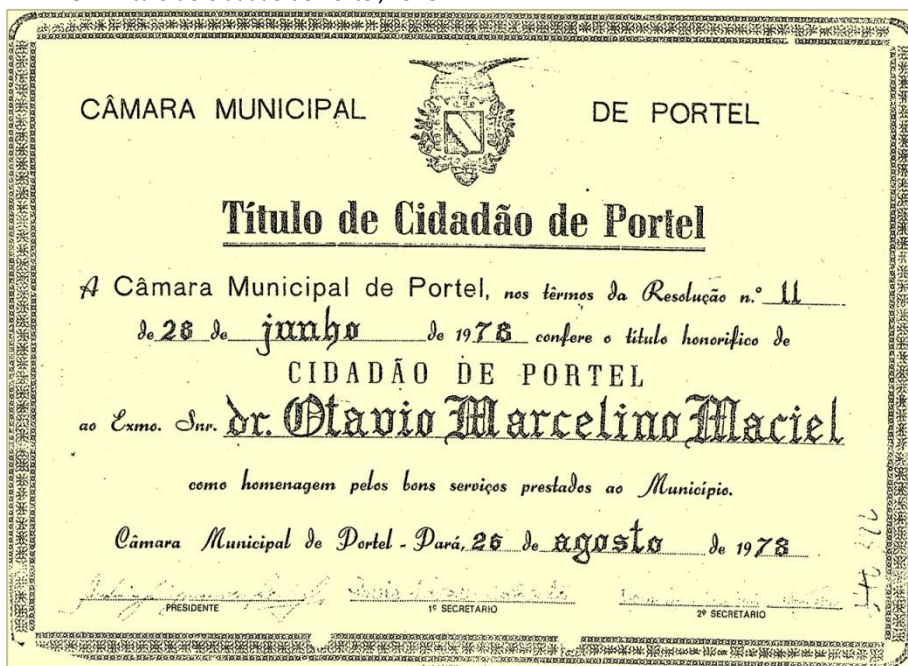 CÂMARA MUNICIPAL DE PORTEL
Título de Cidadão de Portel
A Câmara Municipal de Portel, nos têrmos da Resolução n.º 11
de 28 de junho de 1978 confere o título honorifico de
CIDADÃO DE PORTEL
ao Exmo. Snr. dr. Otavio Marcelino Maciel
como homenagem pelos bons serviços prestados ao Município.
Câmara Municipal de Portel - Pará, 26 de agosto de 1978
PRESIDENTE 1º SECRETARIO 2º SECRETARIO